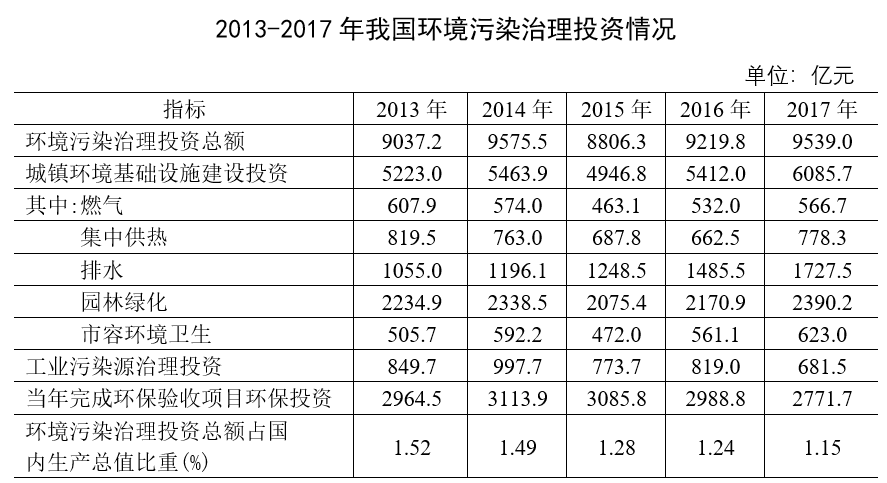 2013-2017 年我国环境污染治理投资情况
单位: 亿元
指标 2013 年 2014 年 2015 年 2016 年 2017 年
环境污染治理投资总额 9037.2 9575.5 8806.3 9219.8 9539.0
城镇环境基础设施建设投资 5223.0 5463.9 4946.8 5412.0 6085.7
其中:燃气 607.9 574.0 463.1 532.0 566.7
集中供热 819.5 763.0 687.8 662.5 778.3
排水 1055.0 1196.1 1248.5 1485.5 1727.5
园林绿化 2234.9 2338.5 2075.4 2170.9 2390.2
市容环境卫生 505.7 592.2 472.0 561.1 623.0
工业污染源治理投资 849.7 997.7 773.7 819.0 681.5
当年完成环保验收项目环保投资 2964.5 3113.9 3085.8 2988.8 2771.7
环境污染治理投资总额占国
内生产总值比重(%) 1.52 1.49 1.28 1.24 1.15